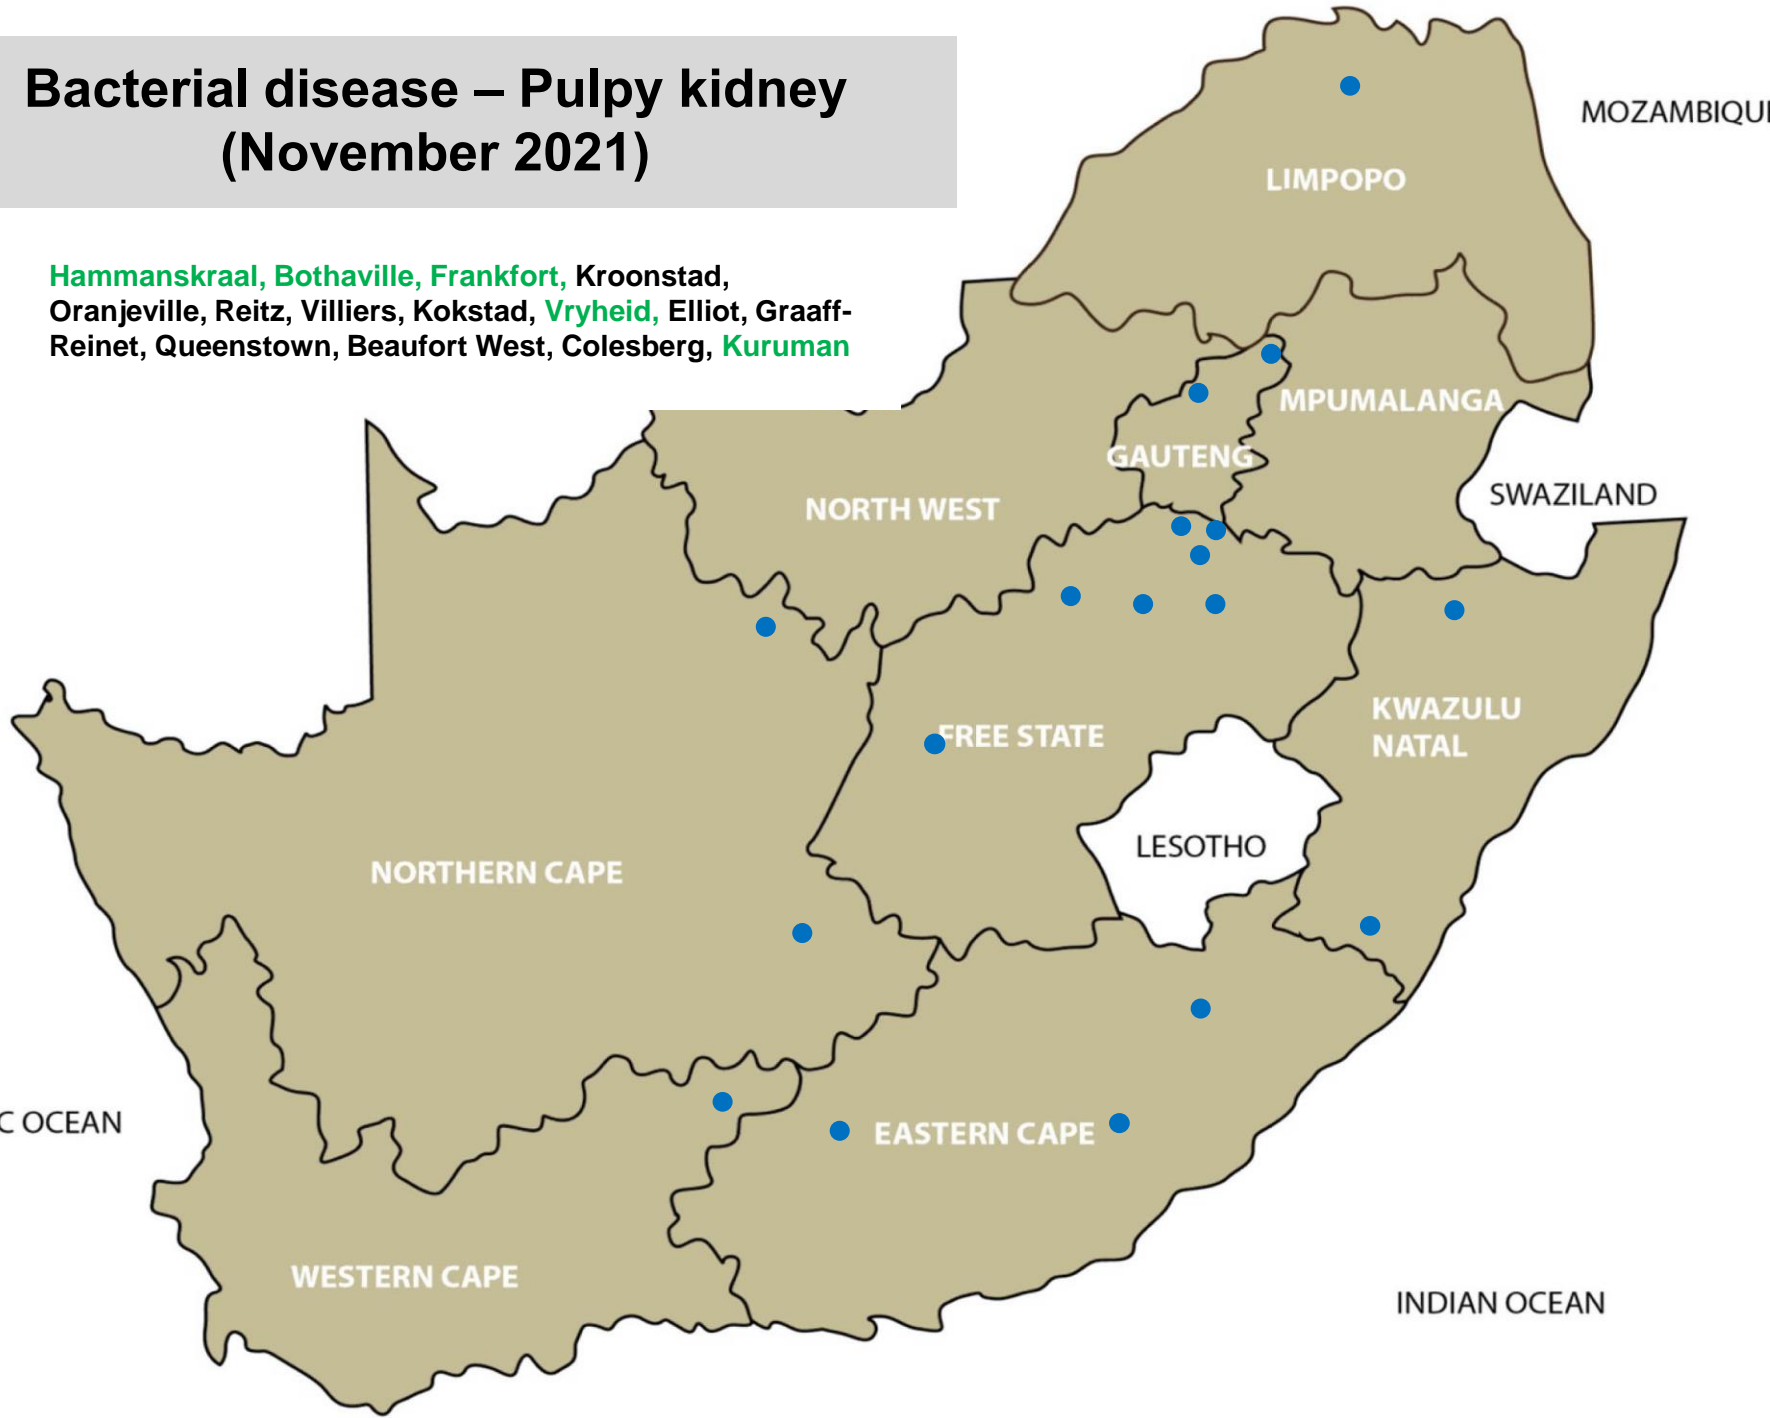 Bacterial disease – Pulpy kidney
(November 2021)
Hammanskraal, Bothaville, Frankfort, Kroonstad,
Oranjeville, Reitz, Villiers, Kokstad, Vryheid, Elliot, Graaff-
Reinet, Queenstown, Beaufort West, Colesberg, Kuruman
MOZAMBIQUE
LIMPOPO
MPUMALANGA
GAUTENG
NORTH WEST
SWAZILAND
KWAZULU
NATAL
FREE STATE
LESOTHO
NORTHERN CAPE
C OCEAN
EASTERN CAPE
WESTERN CAPE
INDIAN OCEAN